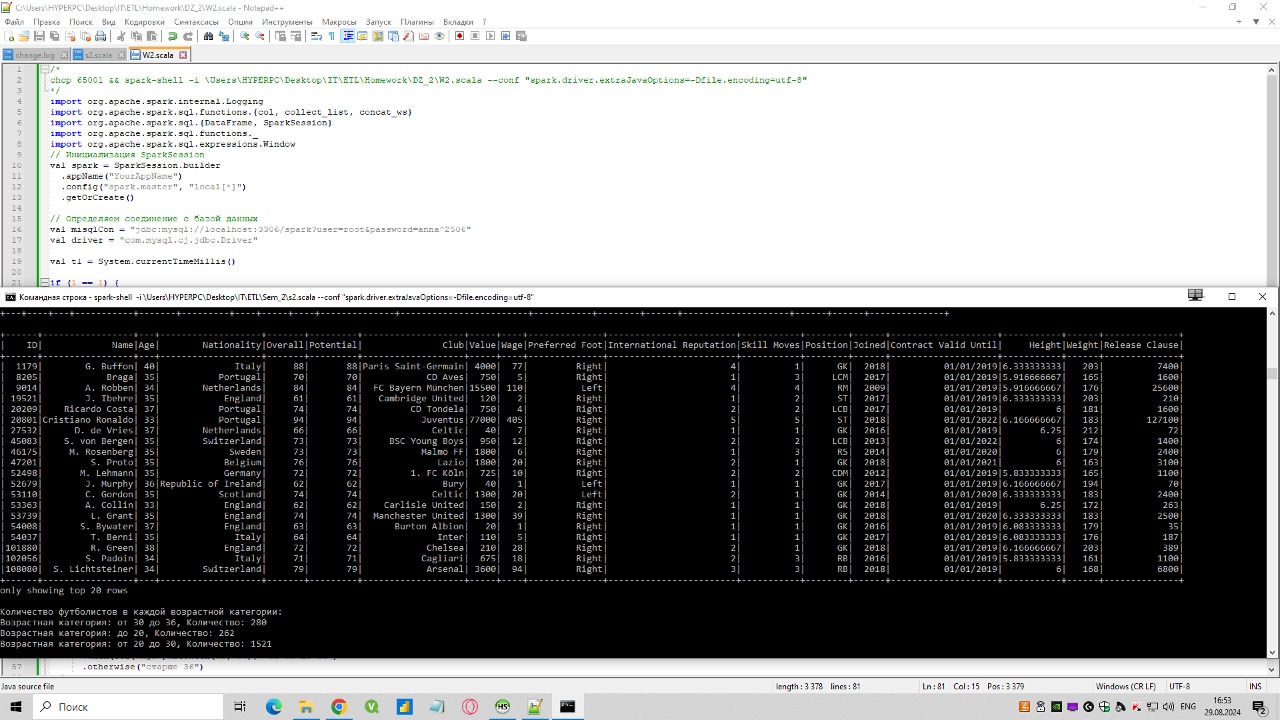 C:\Users\HYPERPC\Desktop\IT\ETL\Homework\DZ_2\W2.scala - Notepad++
Файл Правка Поиск Вид Кодировки Синтаксисы Опции Инструменты Макросы Запуск Плагины Вкладки ?
change.log s2.scala W2.scala
1 /*
2 chcp 65001 && spark-shell -i \Users\HYPERPC\Desktop\IT\ETL\Homework\DZ_2\W2.scala --conf "spark.driver.extraJavaOptions=-Dfile.encoding=utf-8"
3 */
4 import org.apache.spark.internal.Logging
5 import org.apache.spark.sql.functions.{col, collect_list, concat_ws}
6 import org.apache.spark.sql.{DataFrame, SparkSession}
7 import org.apache.spark.sql.functions._
8 import org.apache.spark.sql.expressions.Window
9 // Инициализация SparkSession
10 val spark = SparkSession.builder
11 .appName("YourAppName")
12 .config("spark.master", "local[*]")
13 .getOrCreate()
14
15 // Определяем соединение с базой данных
16 val misqlCon = "jdbc:mysql://localhost:3306/spark?user=root&password=anna^2506"
17 val driver = "com.mysql.cj.jdbc.Driver"
18
19 val t1 = System.currentTimeMillis()
20
21 if (1 == 1) {
Командная строка - spark-shell -i \Users\HYPERPC\Desktop\IT\ETL\Sem_2\s2.scala --conf "spark.driver.extraJavaOptions=-Dfile.encoding=utf-8"
| ID| Name|Age| Nationality|Overall|Potential| Club|Value|Wage|Preferred Foot|International Reputation|Skill Moves|Position|Joined|Contract Valid Until| Height|Weight|Release Clause|
| 1179| G. Buffon| 40| Italy| 88| 88|Paris Saint-Germain| 4000| 77| Right| 4| 1| GK| 2018| 01/01/2019|6.333333333| 203| 7400|
| 8205| Braga| 35| Portugal| 70| 70| CD Aves| 750| 5| Right| 1| 3| LCM| 2017| 01/01/2019|5.916666667| 165| 1600|
| 9014| A. Robben| 34| Netherlands| 84| 84| FC Bayern München|15500| 110| Left| 4| 4| RM| 2009| 01/01/2019|5.916666667| 176| 25600|
| 19521| J. Ibehre| 35| England| 61| 61| Cambridge United| 120| 2| Right| 1| 2| ST| 2017| 01/01/2019|6.333333333| 203| 210|
| 20209| Ricardo Costa| 37| Portugal| 74| 74| CD Tondela| 750| 4| Right| 2| 2| LCB| 2017| 01/01/2019| 6| 181| 1600|
| 20801|Cristiano Ronaldo| 33| Portugal| 94| 94| Juventus|77000| 405| Right| 5| 5| ST| 2018| 01/01/2022|6.166666667| 183| 127100|
| 27532| D. de Vries| 37| Netherlands| 66| 66| Celtic| 40| 7| Right| 1| 1| GK| 2016| 01/01/2019| 6.25| 212| 72|
| 45083| S. von Bergen| 35| Switzerland| 73| 73| BSC Young Boys| 950| 12| Right| 2| 2| LCB| 2013| 01/01/2022| 6| 174| 1400|
| 46175| M. Rosenberg| 35| Sweden| 73| 73| Malmö FF| 1800| 6| Right| 1| 3| RS| 2014| 01/01/2020| 6| 179| 2400|
| 47201| S. Proto| 35| Belgium| 76| 76| Lazio| 1800| 20| Right| 1| 1| GK| 2018| 01/01/2021| 6| 163| 3100|
| 52498| M. Lehmann| 35| Germany| 72| 72| 1. FC Köln| 725| 10| Right| 2| 2| CDM| 2012| 01/01/2019|5.833333333| 165| 1100|
| 52679| J. Murphy| 36|Republic of Ireland| 62| 62| Bury| 40| 1| Left| 1| 1| GK| 2017| 01/01/2019|6.166666667| 194| 70|
| 53110| C. Gordon| 35| Scotland| 74| 74| Celtic| 1300| 20| Left| 2| 1| GK| 2014| 01/01/2020|6.333333333| 183| 2400|
| 53363| A. Collin| 33| England| 62| 62| Carlisle United| 150| 2| Right| 1| 1| GK| 2018| 01/01/2019| 6.25| 172| 263|
| 53739| L. Grant| 35| England| 74| 74| Manchester United| 1300| 39| Right| 1| 1| GK| 2018| 01/01/2020|6.333333333| 183| 2500|
| 54008| S. Bywater| 37| England| 63| 63| Burton Albion| 20| 1| Right| 1| 1| GK| 2016| 01/01/2019|6.083333333| 179| 35|
| 54037| T. Berni| 35| Italy| 64| 64| Inter| 110| 5| Right| 1| 1| GK| 2014| 01/01/2019|6.083333333| 176| 187|
|101880| R. Green| 38| England| 72| 72| Chelsea| 210| 28| Right| 2| 1| GK| 2018| 01/01/2019|6.166666667| 203| 389|
|102056| S. Padoin| 34| Italy| 71| 71| Cagliari| 675| 18| Right| 2| 3| RB| 2016| 01/01/2019|5.833333333| 161| 1100|
|108080| S. Lichtsteiner| 34| Switzerland| 79| 79| Arsenal| 3600| 94| Right| 3| 3| RB| 2018| 01/01/2019| 6| 168| 6800|
only showing top 20 rows
Количество футболистов в каждой возрастной категории:
Возрастная категория: от 30 до 36, Количество: 280
Возрастная категория: до 20, Количество: 262
Возрастная категория: от 20 до 30, Количество: 1521
57 .otherwise("старше 36")
Java source file length : 3 378 lines : 81 Ln : 81 Col : 15 Pos : 3 379 Windows (CR LF) UTF-8 INS
Поиск
ENG 16:53
29.08.2024